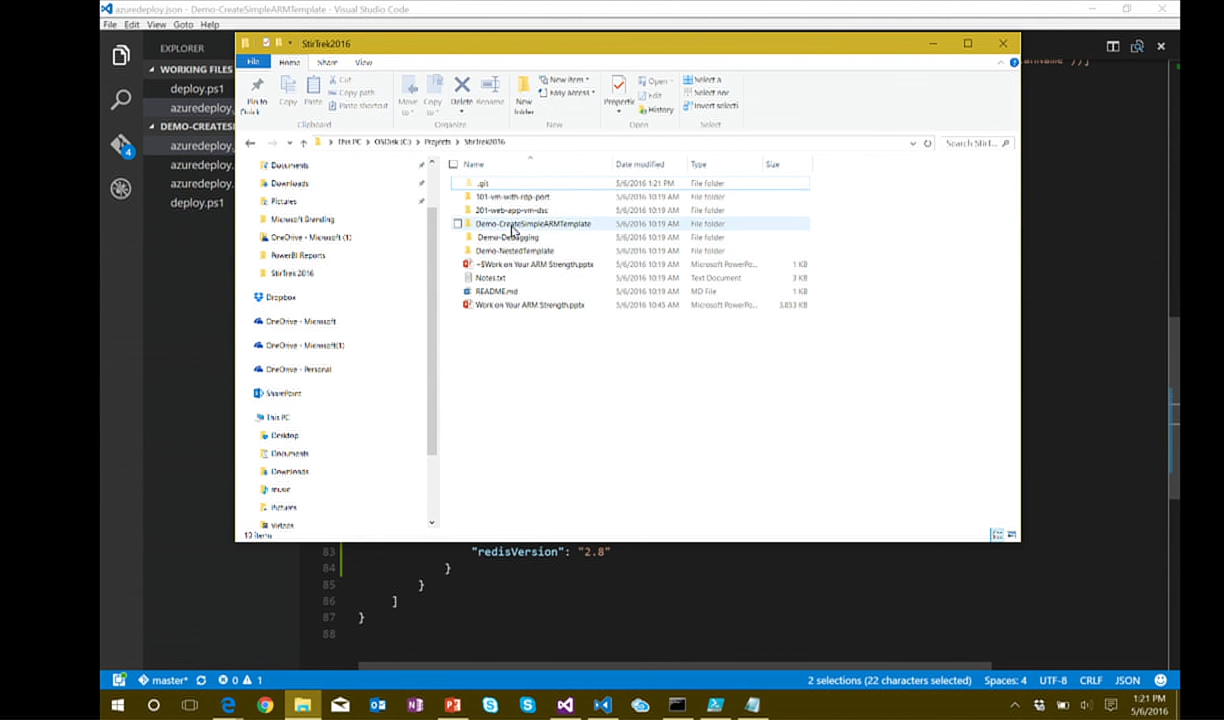 azuredeploy.json - Demo-CreateSimpleARMTemplate - Visual Studio Code
File Edit View Goto Help
EXPLORER
WORKING FILES
deploy.ps1
azuredeploy.
DEMO-CREATESI
azuredeploy.
azuredeploy.
azuredeploy.
deploy.ps1
4
StirTrek2016
File Home Share View
Pin to Quick
Copy
Paste
Cut
Copy path
Paste shortcut
Clipboard
Move to
Copy to
Delete
Rename
Organize
New folder
New item
Easy access
New
Properties
Open
Edit
History
Open
Select a
Select nor
Invert selecti
Select
This PC > OSDisk (C:) > Projects > StirTrek2016
Search StirT...
Documents
Downloads
Pictures
Microsoft Branding
OneDrive - Microsoft (1)
PowerBI Reports
StirTrek 2016
Dropbox
OneDrive - Microsoft
OneDrive - Microsoft(1)
OneDrive - Personal
SharePoint
This PC
Desktop
Documents
Downloads
music
Pictures
Videos
Name Date modified Type Size
.git 5/6/2016 1:21 PM File folder
101-vm-with-rdp-port 5/6/2016 10:19 AM File folder
201-web-app-vm-dsc 5/6/2016 10:19 AM File folder
Demo-CreateSimpleARMTemplate 5/6/2016 10:19 AM File folder
Demo-Debugging 5/6/2016 10:19 AM File folder
Demo-NestedTemplate 5/6/2016 10:19 AM File folder
~$Work on Your ARM Strength.pptx 5/6/2016 10:19 AM Microsoft PowerPo... 1 KB
Notes.txt 5/6/2016 10:19 AM Text Document 3 KB
README.md 5/6/2016 10:19 AM MD File 1 KB
Work on Your ARM Strength.pptx 5/6/2016 10:45 AM Microsoft PowerPo... 3,853 KB
10 items
83 "redisVersion": "2.8"
84 }
85 }
86 ]
87 }
88
master* 0 1
2 selections (22 characters selected) Spaces: 4 UTF-8 CRLF JSON
1:21 PM
5/6/2016